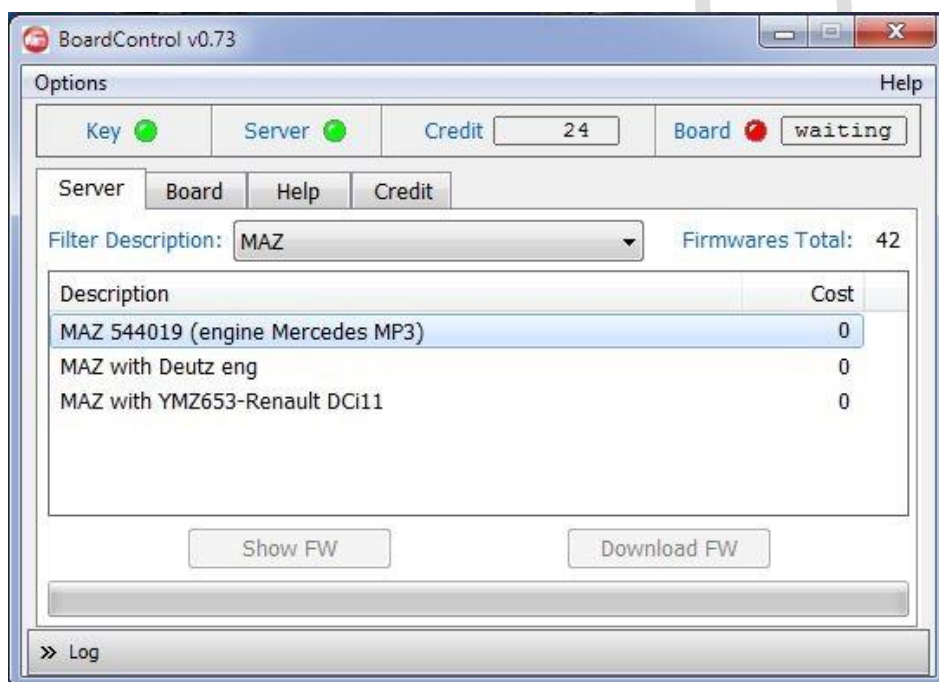 BoardControl v0.73
Options Help
Key Server Credit 24 Board waiting
Server Board Help Credit
Filter Description: MAZ Firmwares Total: 42
Description Cost
MAZ 544019 (engine Mercedes MP3) 0
MAZ with Deutz eng 0
MAZ with YMZ653-Renault DCi11 0
Show FW Download FW
» Log